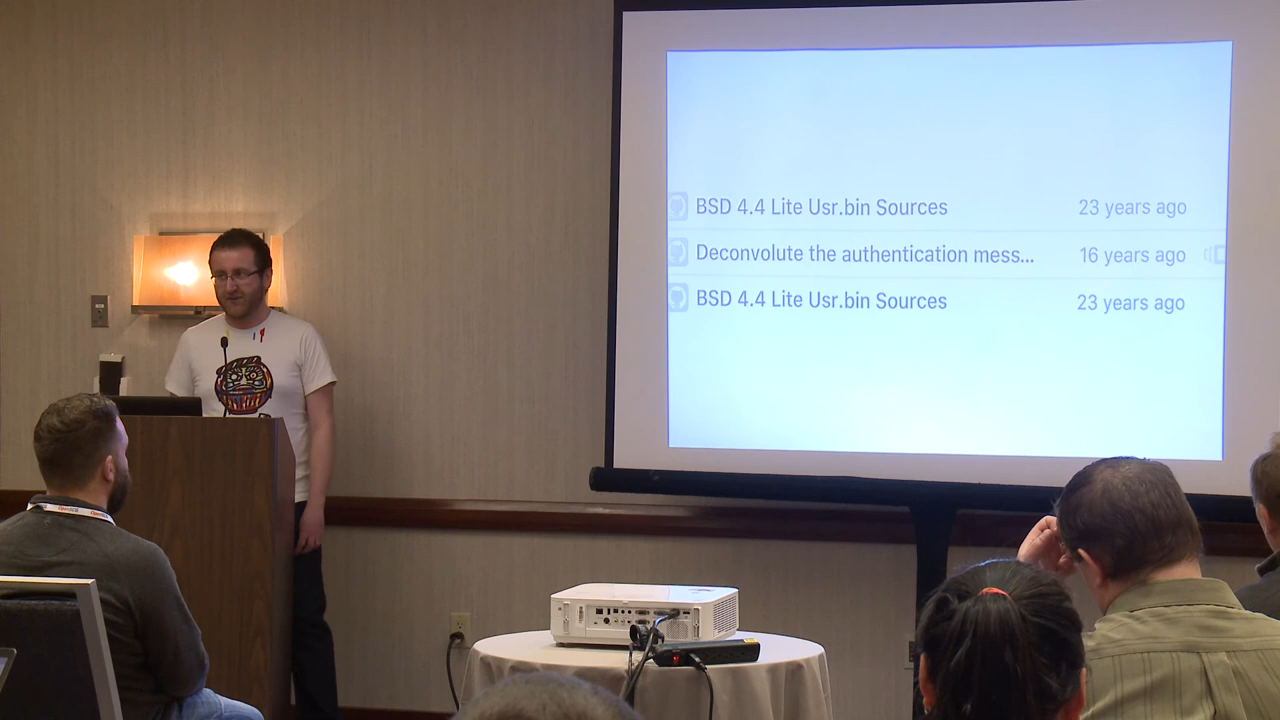 BSD 4.4 Lite Usr.bin Sources 23 years ago
Deconvolute the authentication mess... 16 years ago
BSD 4.4 Lite Usr.bin Sources 23 years ago